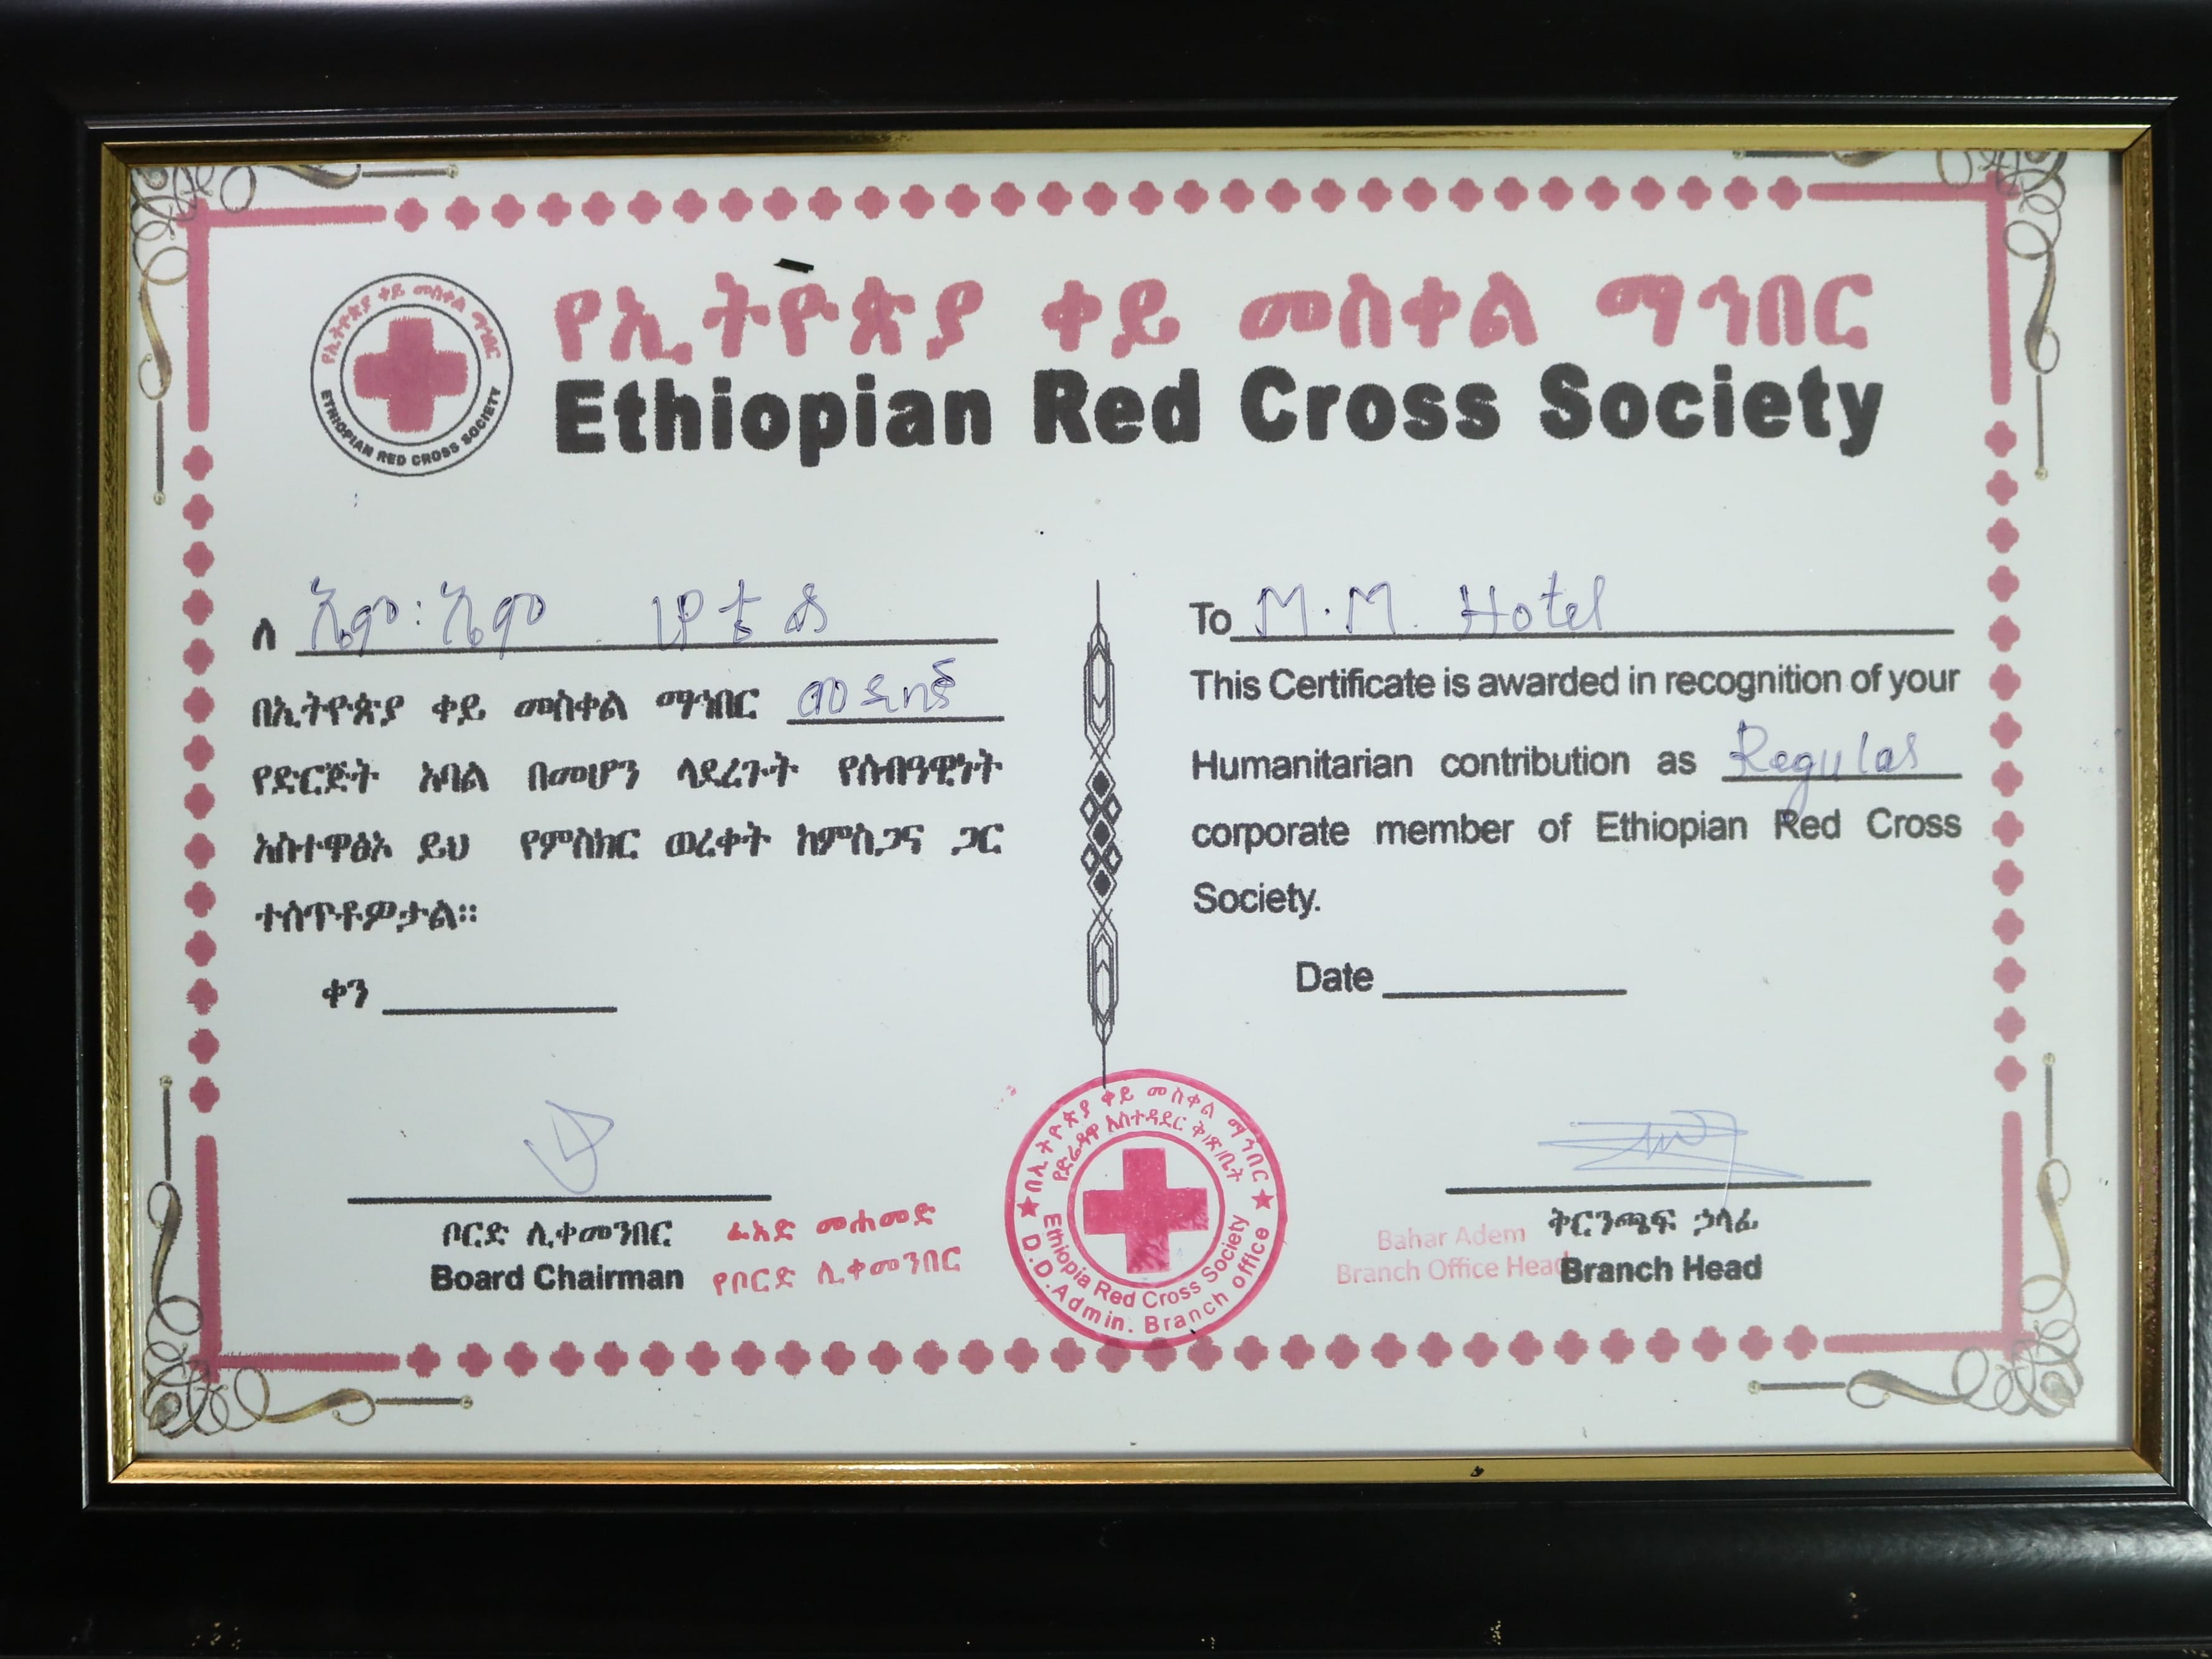 የኢትዮጵያ ቀይ መስቀል ማኅበር
ETHIOPIAN RED CROSS SOCIETY
የኢትዮጵያ ቀይ መስቀል ማኅበር
Ethiopian Red Cross Society
ለ ኤም፡ኤም ሆቴል
በኢትዮጵያ ቀይ መስቀል ማኅበር መደበኛ
የድርጅት አባል በመሆን ላደረጉት የሰብዓዊነት
አስተዋፅኦ ይህ የምስክር ወረቀት ከምስጋና ጋር
ተሰጥቶዎታል።
ቀን
To M.M. Hotel
This Certificate is awarded in recognition of your
Humanitarian contribution as Regular
corporate member of Ethiopian Red Cross
Society.
Date
ቦርድ ሊቀመንበር
Board Chairman
ፈአድ መሐመድ
የቦርድ ሊቀመንበር
በኢትዮጵያ ቀይ መስቀል ማኅበር
የድሬዳዋ አስተዳደር ቅ/ጽ/ቤት
Ethiopia Red Cross Society
D.D.Admin. Branch office
Bahar Adem
Branch Office Head
ቅርንጫፍ ኃላፊ
Branch Head